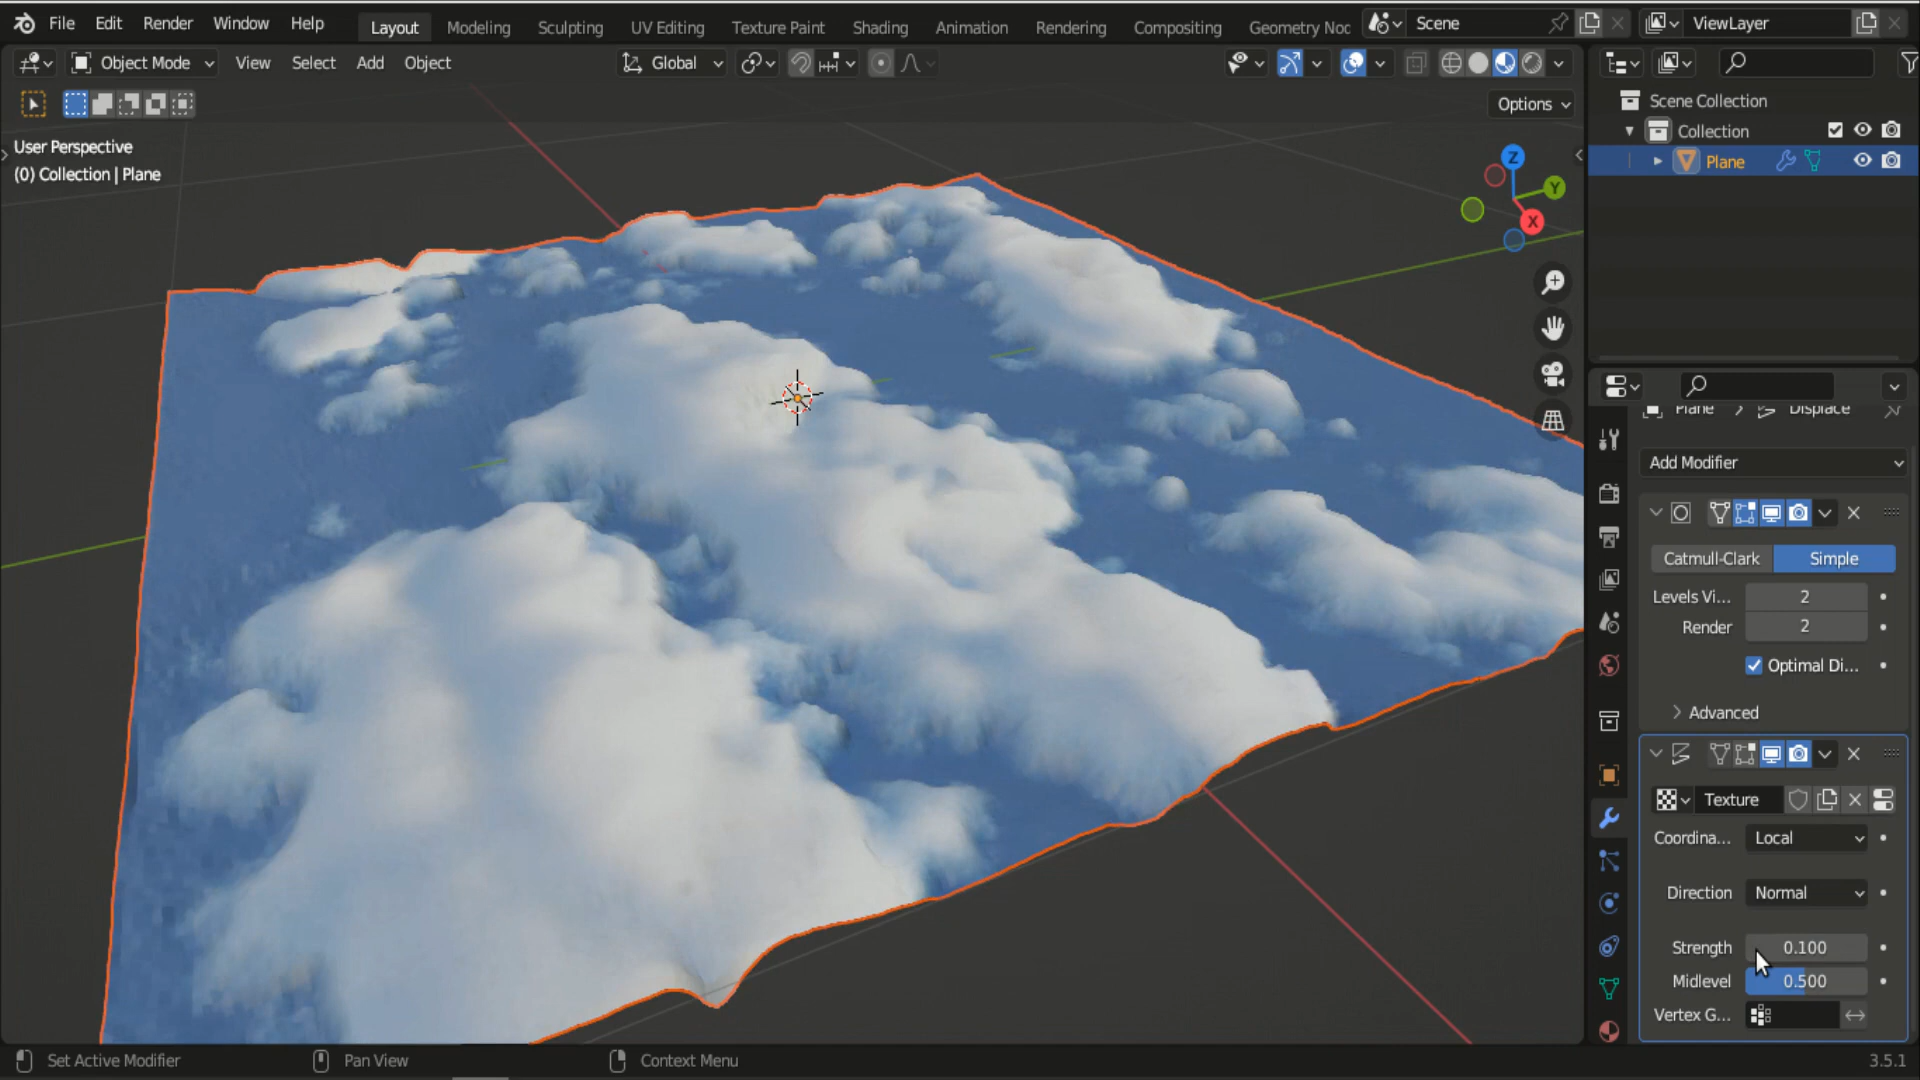 File Edit Render Window Help Layout Modeling Sculpting UV Editing Texture Paint Shading Animation Rendering Compositing Geometry Noc Scene ViewLayer
Object Mode View Select Add Object Global
Options
User Perspective
(0) Collection | Plane
Z
Y
X
Scene Collection
Collection
Plane
Plane > Displace
Add Modifier
Catmull-Clark Simple
Levels Vi... 2
Render 2
Optimal Di...
Advanced
Texture
Coordina... Local
Direction Normal
Strength 0.100
Midlevel 0.500
Vertex G...
Set Active Modifier Pan View Context Menu 3.5.1